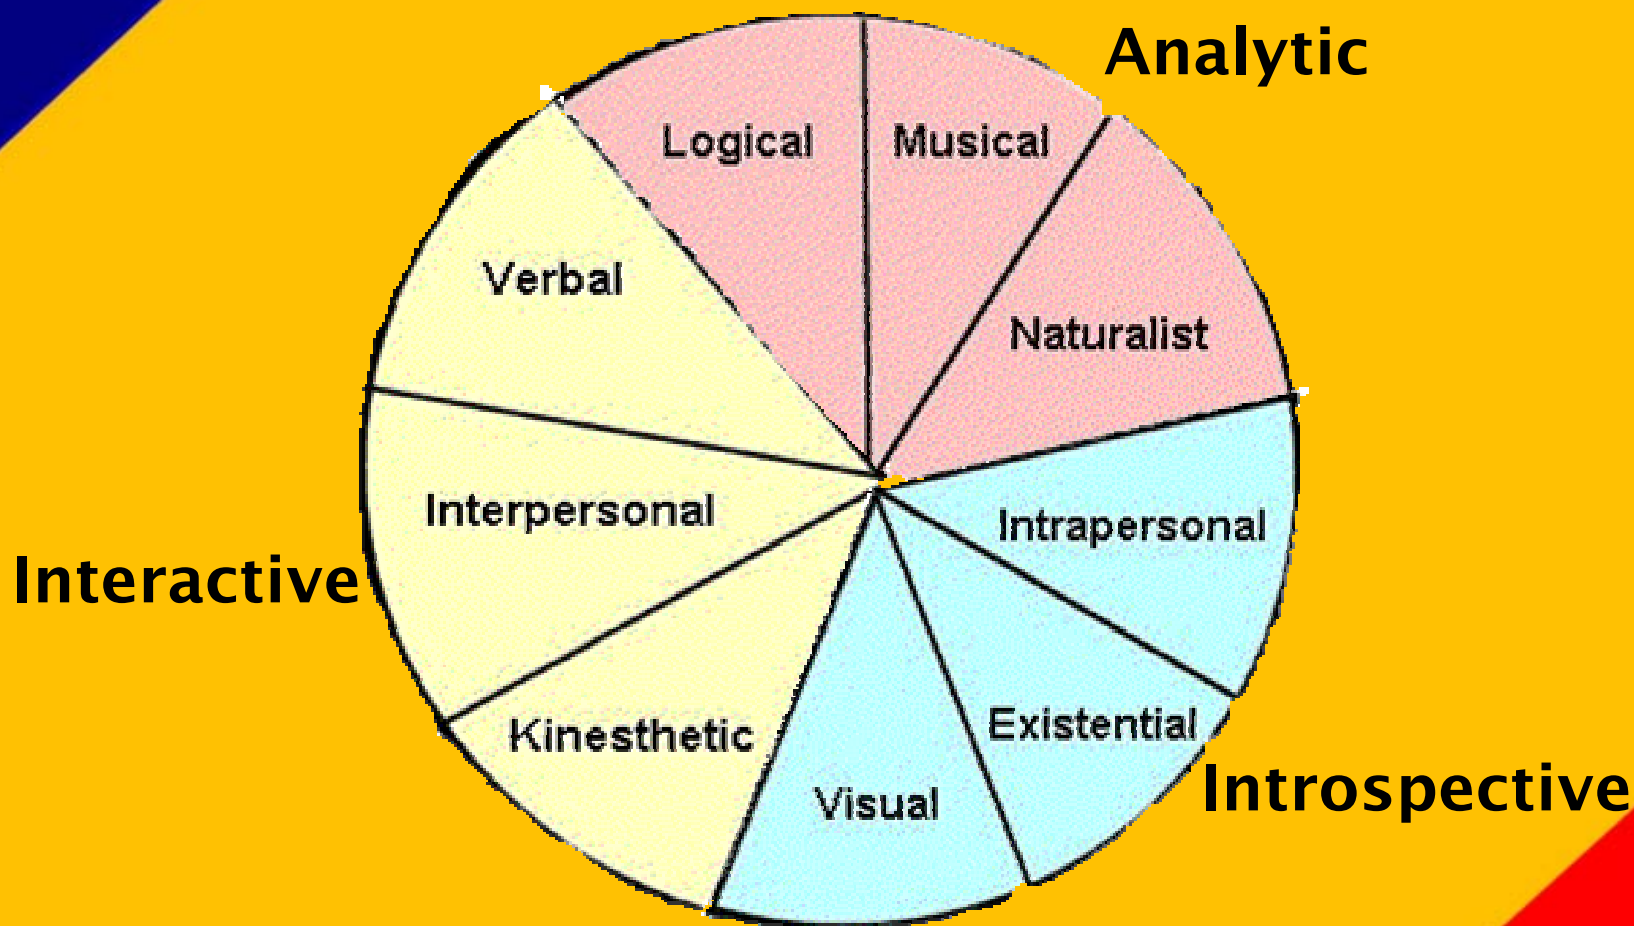 Analytic
Logical
Musical
Verbal
Naturalist
Interpersonal
Intrapersonal
Interactive
Kinesthetic
Existential
Visual
Introspective